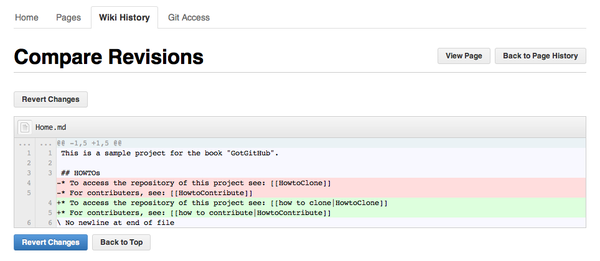 Home Pages Wiki History Git Access
Compare Revisions View Page Back to Page History
Revert Changes
Home.md
... ... @@ -1,5 +1,5 @@
1 1 This is a sample project for the book "GotGitHub".
2 2
3 3 ## HOWTOs
4 -* To access the repository of this project see: [[HowtoClone]]
5 -* For contributers, see: [[HowtoContribute]]
4 +* To access the repository of this project see: [[how to clone|HowtoClone]]
5 +* For contributers, see: [[how to contribute|HowtoContribute]]
6 6 \ No newline at end of file
Revert Changes Back to Top